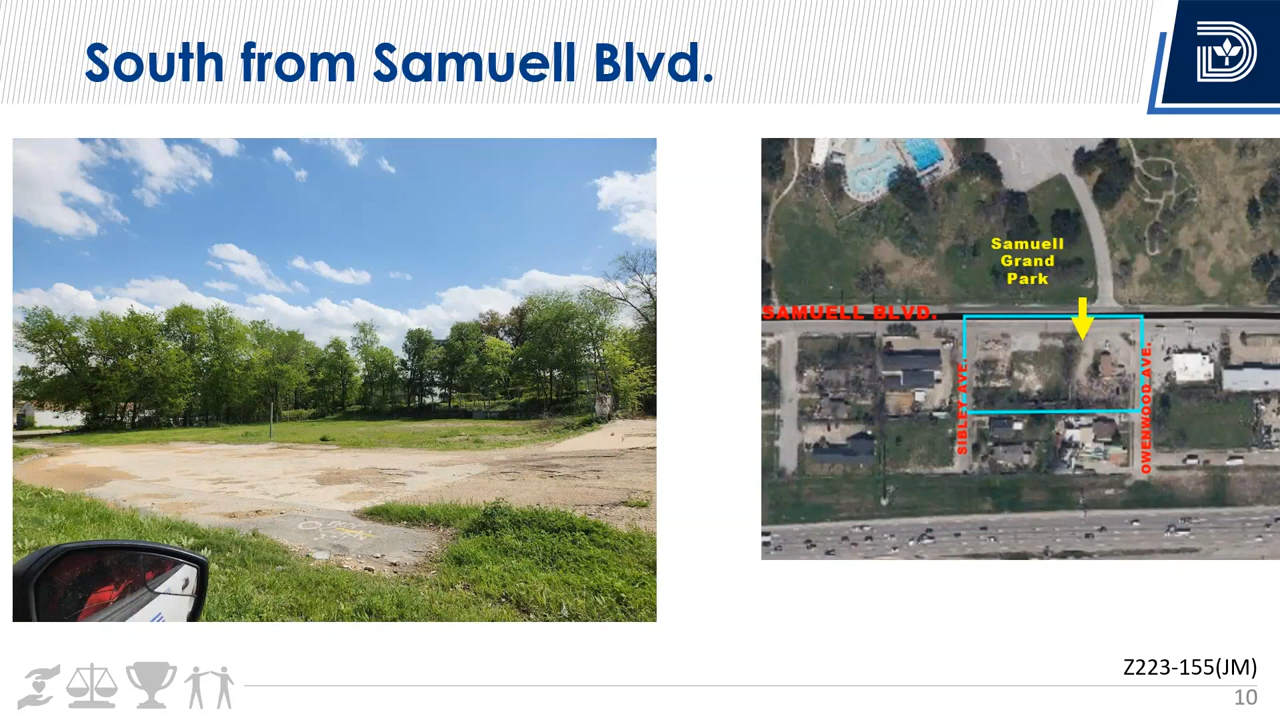 South from Samuell Blvd.
Samuell
Grand
Park
SAMUELL BLVD.
SIBLEY AVE.
OWENWOOD AVE.
Z223-155(JM)
10